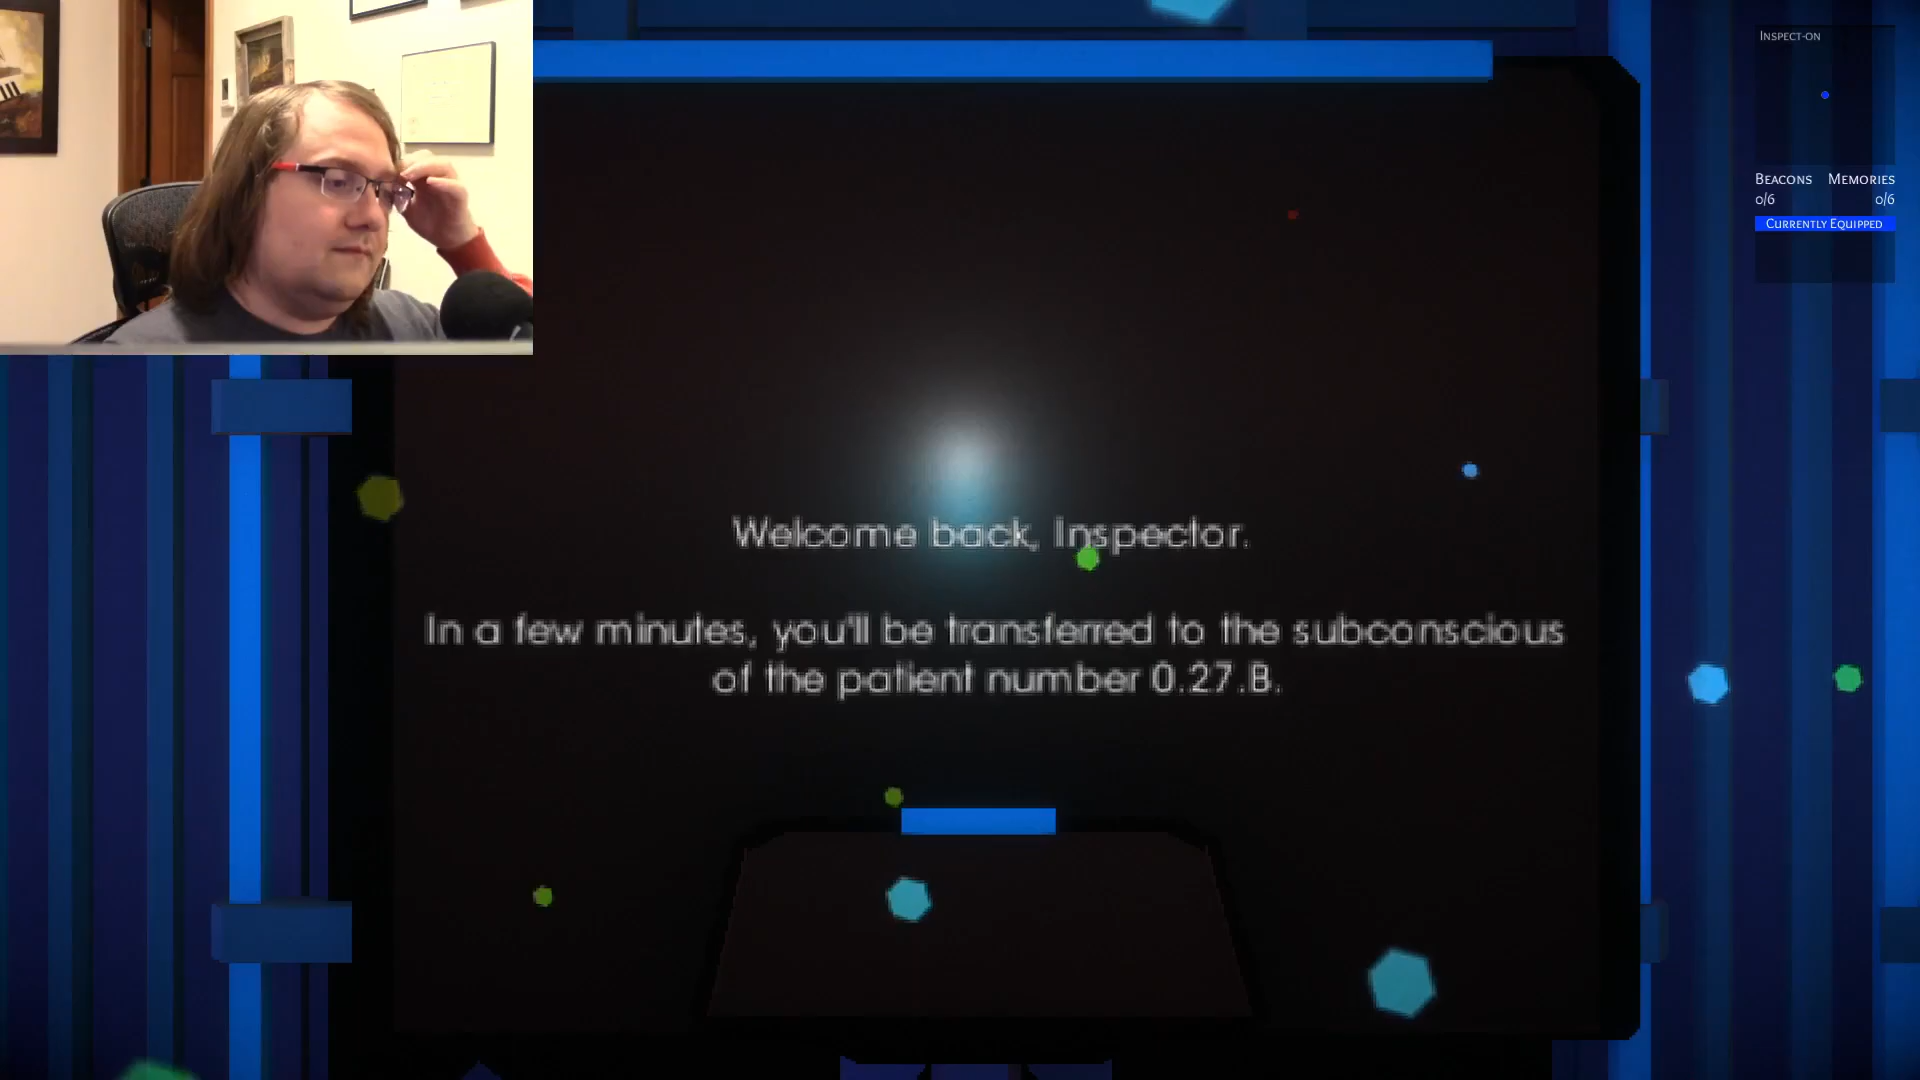 Inspect-on
Beacons Memories
0/6 0/6
Currently Equipped
Welcome back, Inspector.
In a few minutes, you'll be transferred to the subconscious
of the patient number 0.27.B.